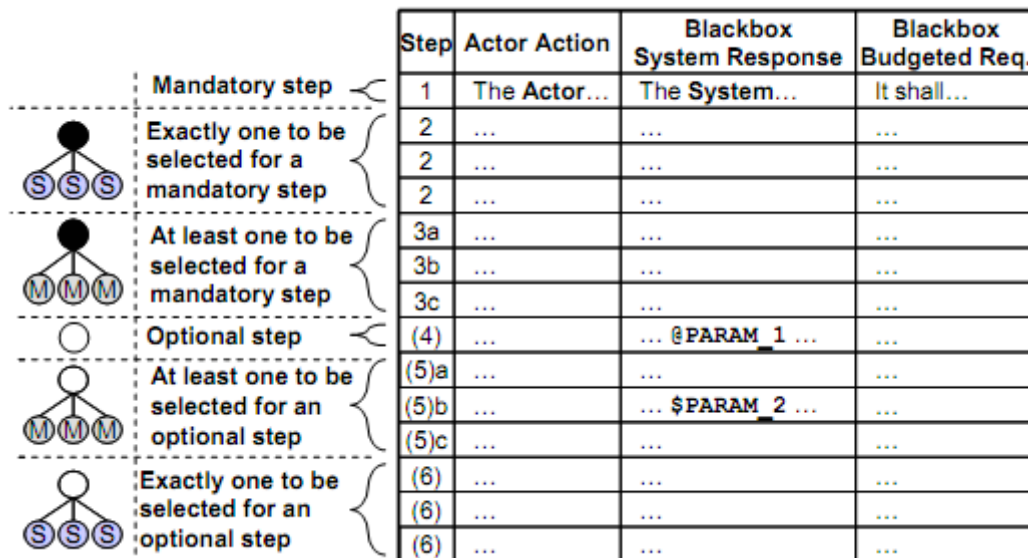 Step Actor Action Blackbox System Response Blackbox Budgeted Req.
Mandatory step 1 The Actor... The System... It shall...
Exactly one to be selected for a mandatory step
S S S
2 ... ... ...
2 ... ... ...
2 ... ... ...
At least one to be selected for a mandatory step
M M M
3a ... ... ...
3b ... ... ...
3c ... ... ...
Optional step (4) ... ... @PARAM_1 ... ...
At least one to be selected for an optional step
M M M
(5)a ... ... ...
(5)b ... ... $PARAM_2 ... ...
(5)c ... ... ...
Exactly one to be selected for an optional step
S S S
(6) ... ... ...
(6) ... ... ...
(6) ... ... ...